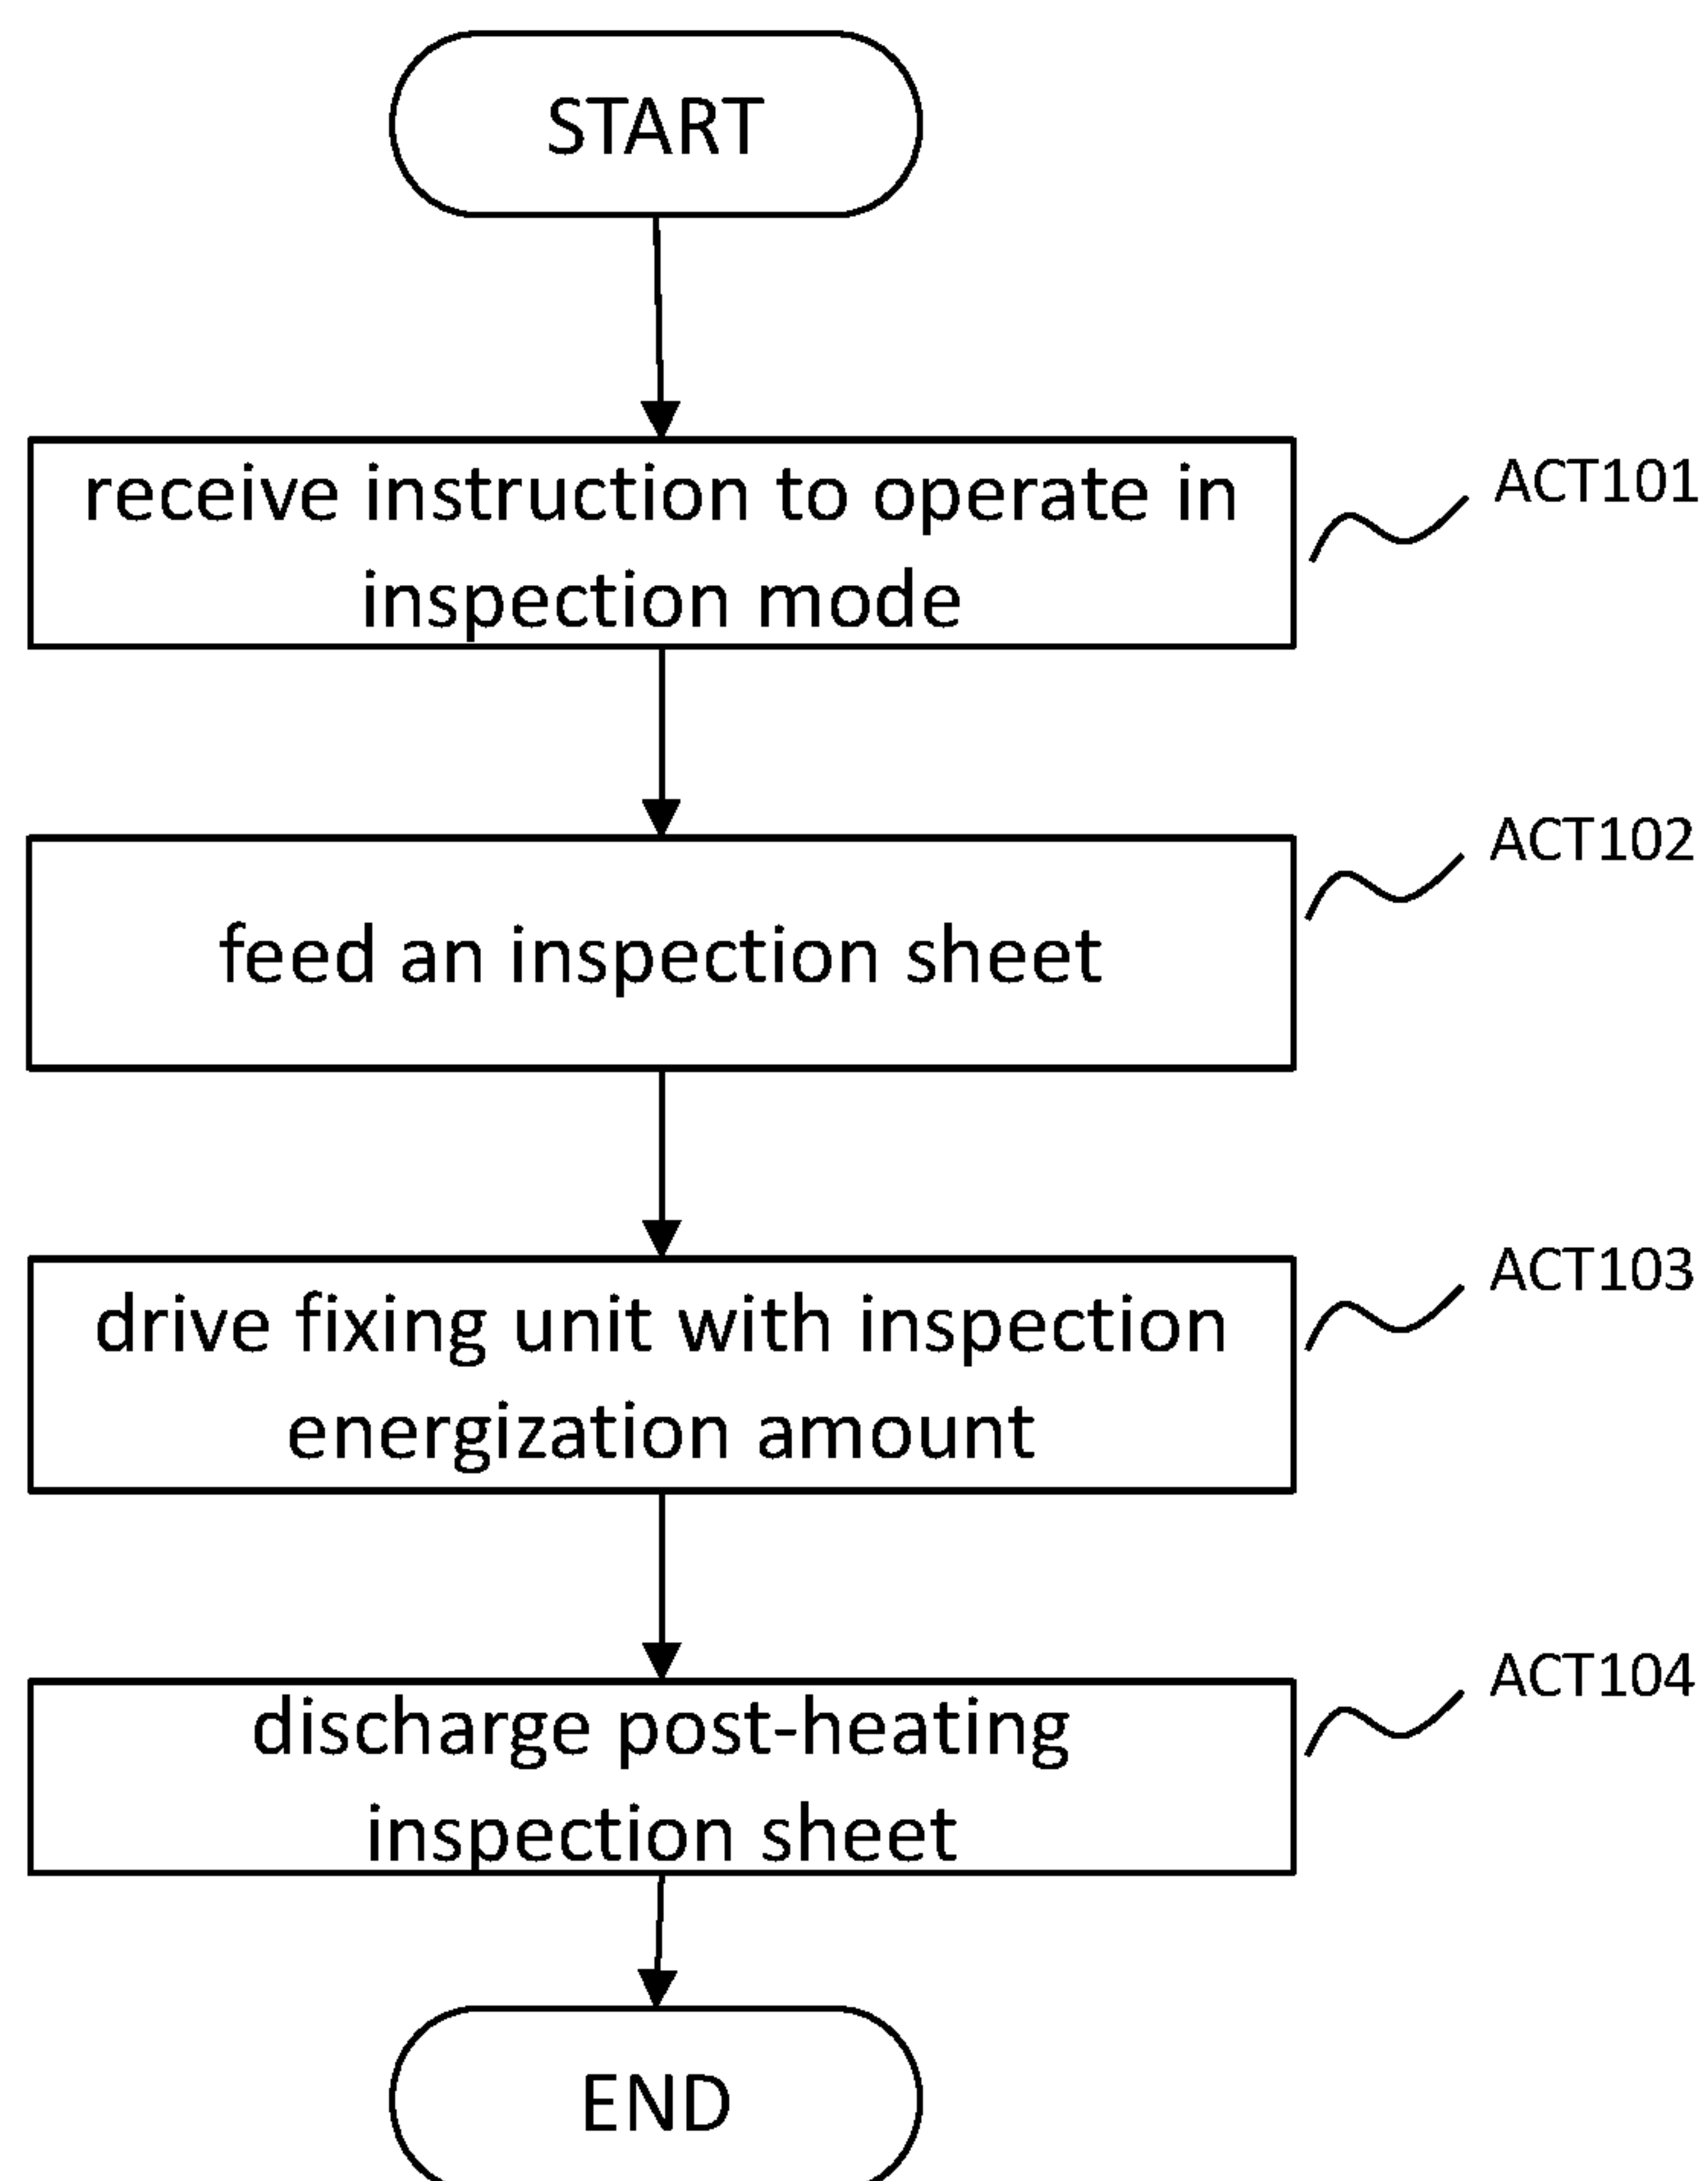 START
receive instruction to operate in
inspection mode
ACT101
feed an inspection sheet
ACT102
drive fixing unit with inspection
energization amount
ACT103
discharge post-heating
inspection sheet
ACT104
END